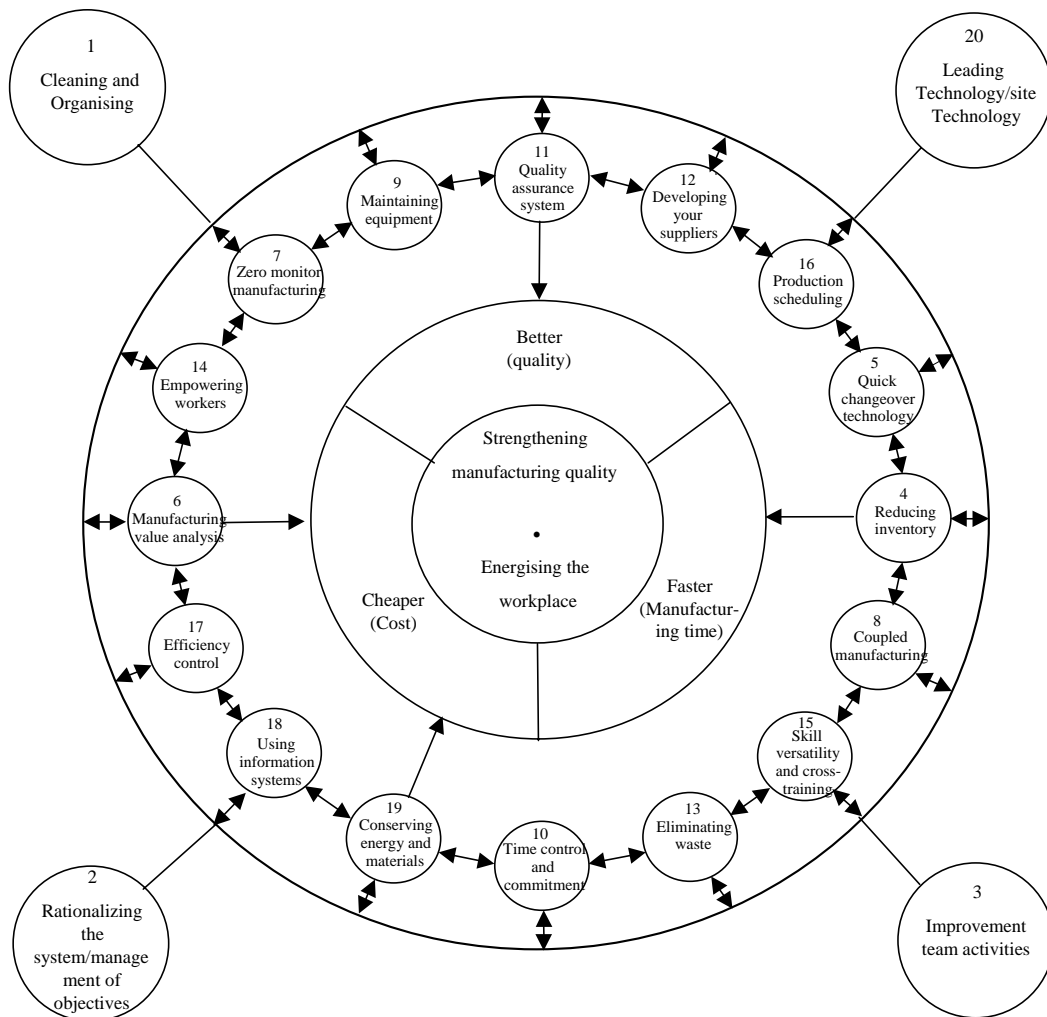 1
Cleaning and
Organising
20
Leading
Technology/site
Technology
11
Quality
assurance
system
9
Maintaining
equipment
12
Developing
your
suppliers
7
Zero monitor
manufacturing
16
Production
scheduling
14
Empowering
workers
5
Quick
changeover
technology
6
Manufacturing
value analysis
4
Reducing
inventory
17
Efficiency
control
8
Coupled
manufacturing
18
Using
information
systems
15
Skill
versatility
and cross-
training
19
Conserving
energy and
materials
13
Eliminating
waste
10
Time control
and
commitment
Better
(quality)
Strengthening
manufacturing quality
Energising the
workplace
Cheaper
(Cost)
Faster
(Manufactur-
ing time)
2
Rationalizing
the
system/manage
ment of
objectives
3
Improvement
team activities